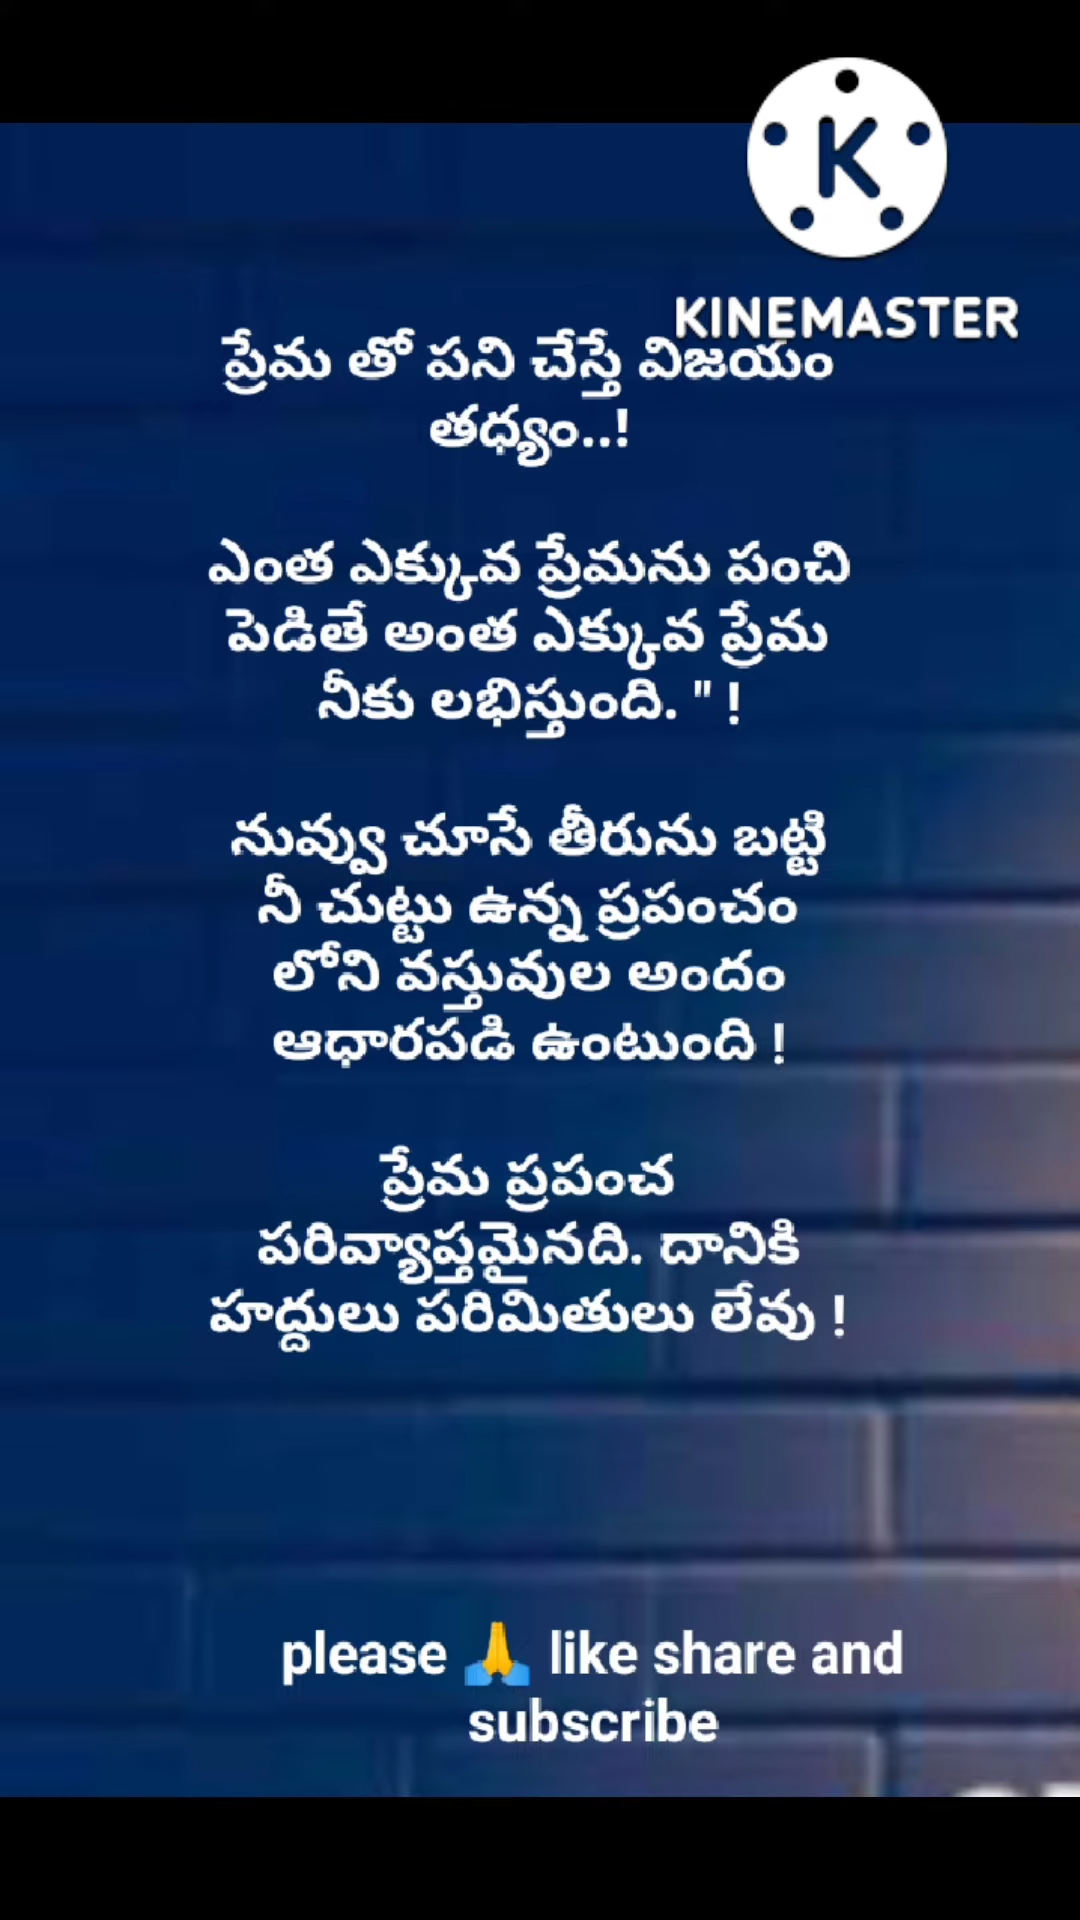 KINEMASTER
ప్రేమ తో పని చేస్తే విజయం
తధ్యం..!
ఎంత ఎక్కువ ప్రేమను పంచి
పెడితే అంత ఎక్కువ ప్రేమ
నీకు లభిస్తుంది. " !
నువ్వు చూసే తీరును బట్టి
నీ చుట్టు ఉన్న ప్రపంచం
లోని వస్తువుల అందం
ఆధారపడి ఉంటుంది !
ప్రేమ ప్రపంచ
పరివ్యాప్తమైనది. దానికి
హద్దులు పరిమితులు లేవు !
please 🙏 like share and
subscribe